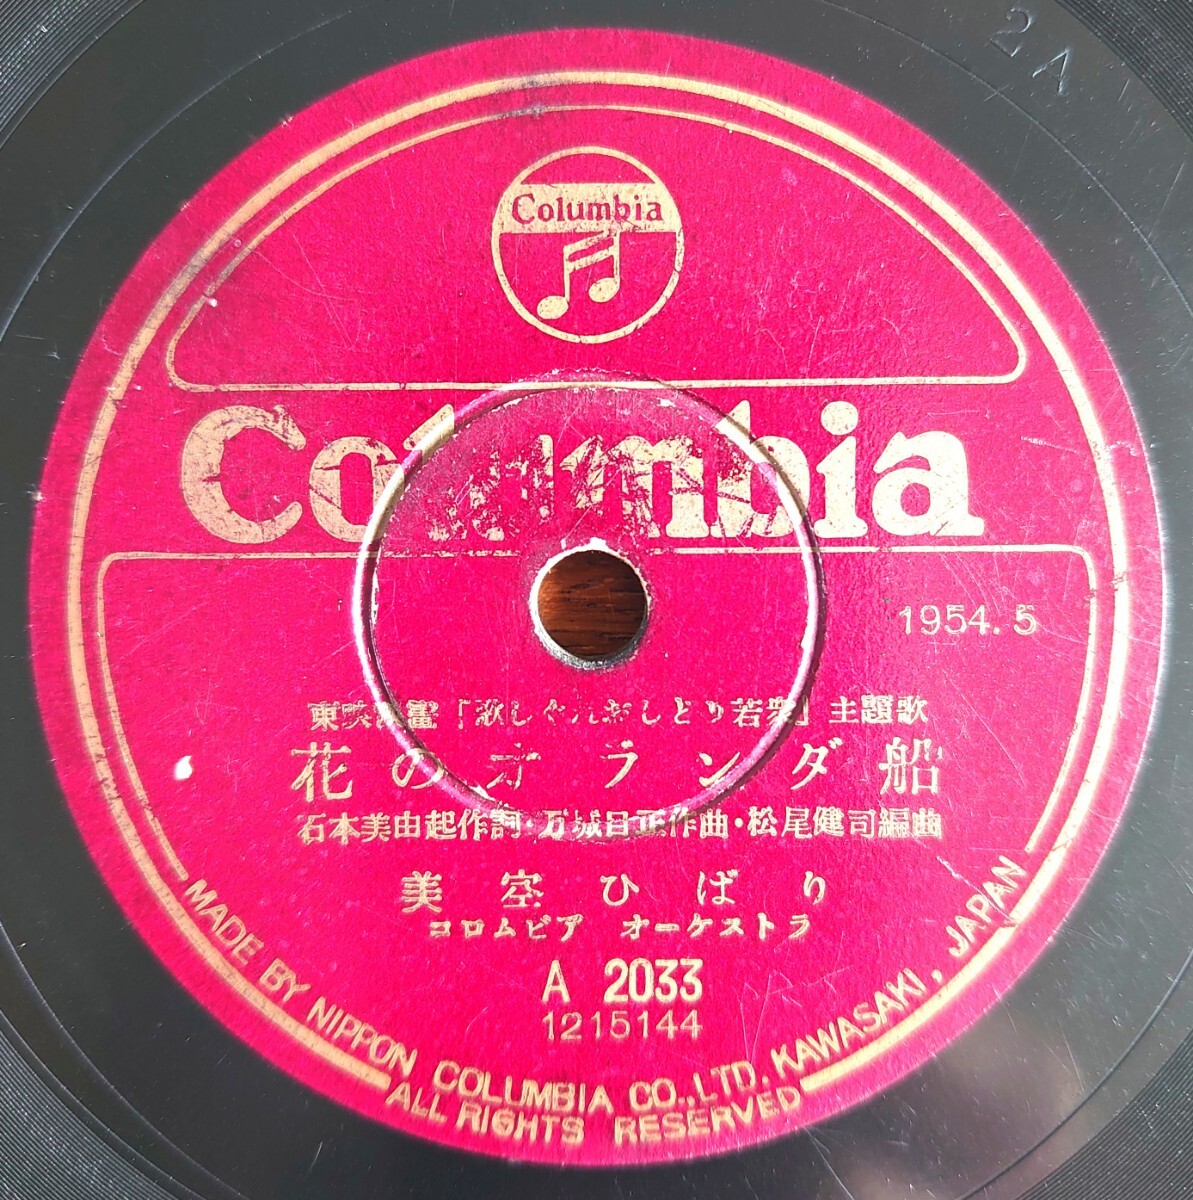 2A
Columbia
Columbia
1954.5
東映映畫「歌しぐれおしどり若衆」主題歌
花のオランダ船
石本美由起作詞・万城目正作曲・松尾健司編曲
美空ひばり
コロムビア オーケストラ
A 2033
1215144
MADE BY NIPPON COLUMBIA CO., LTD. KAWASAKI, JAPAN
ALL RIGHTS RESERVED